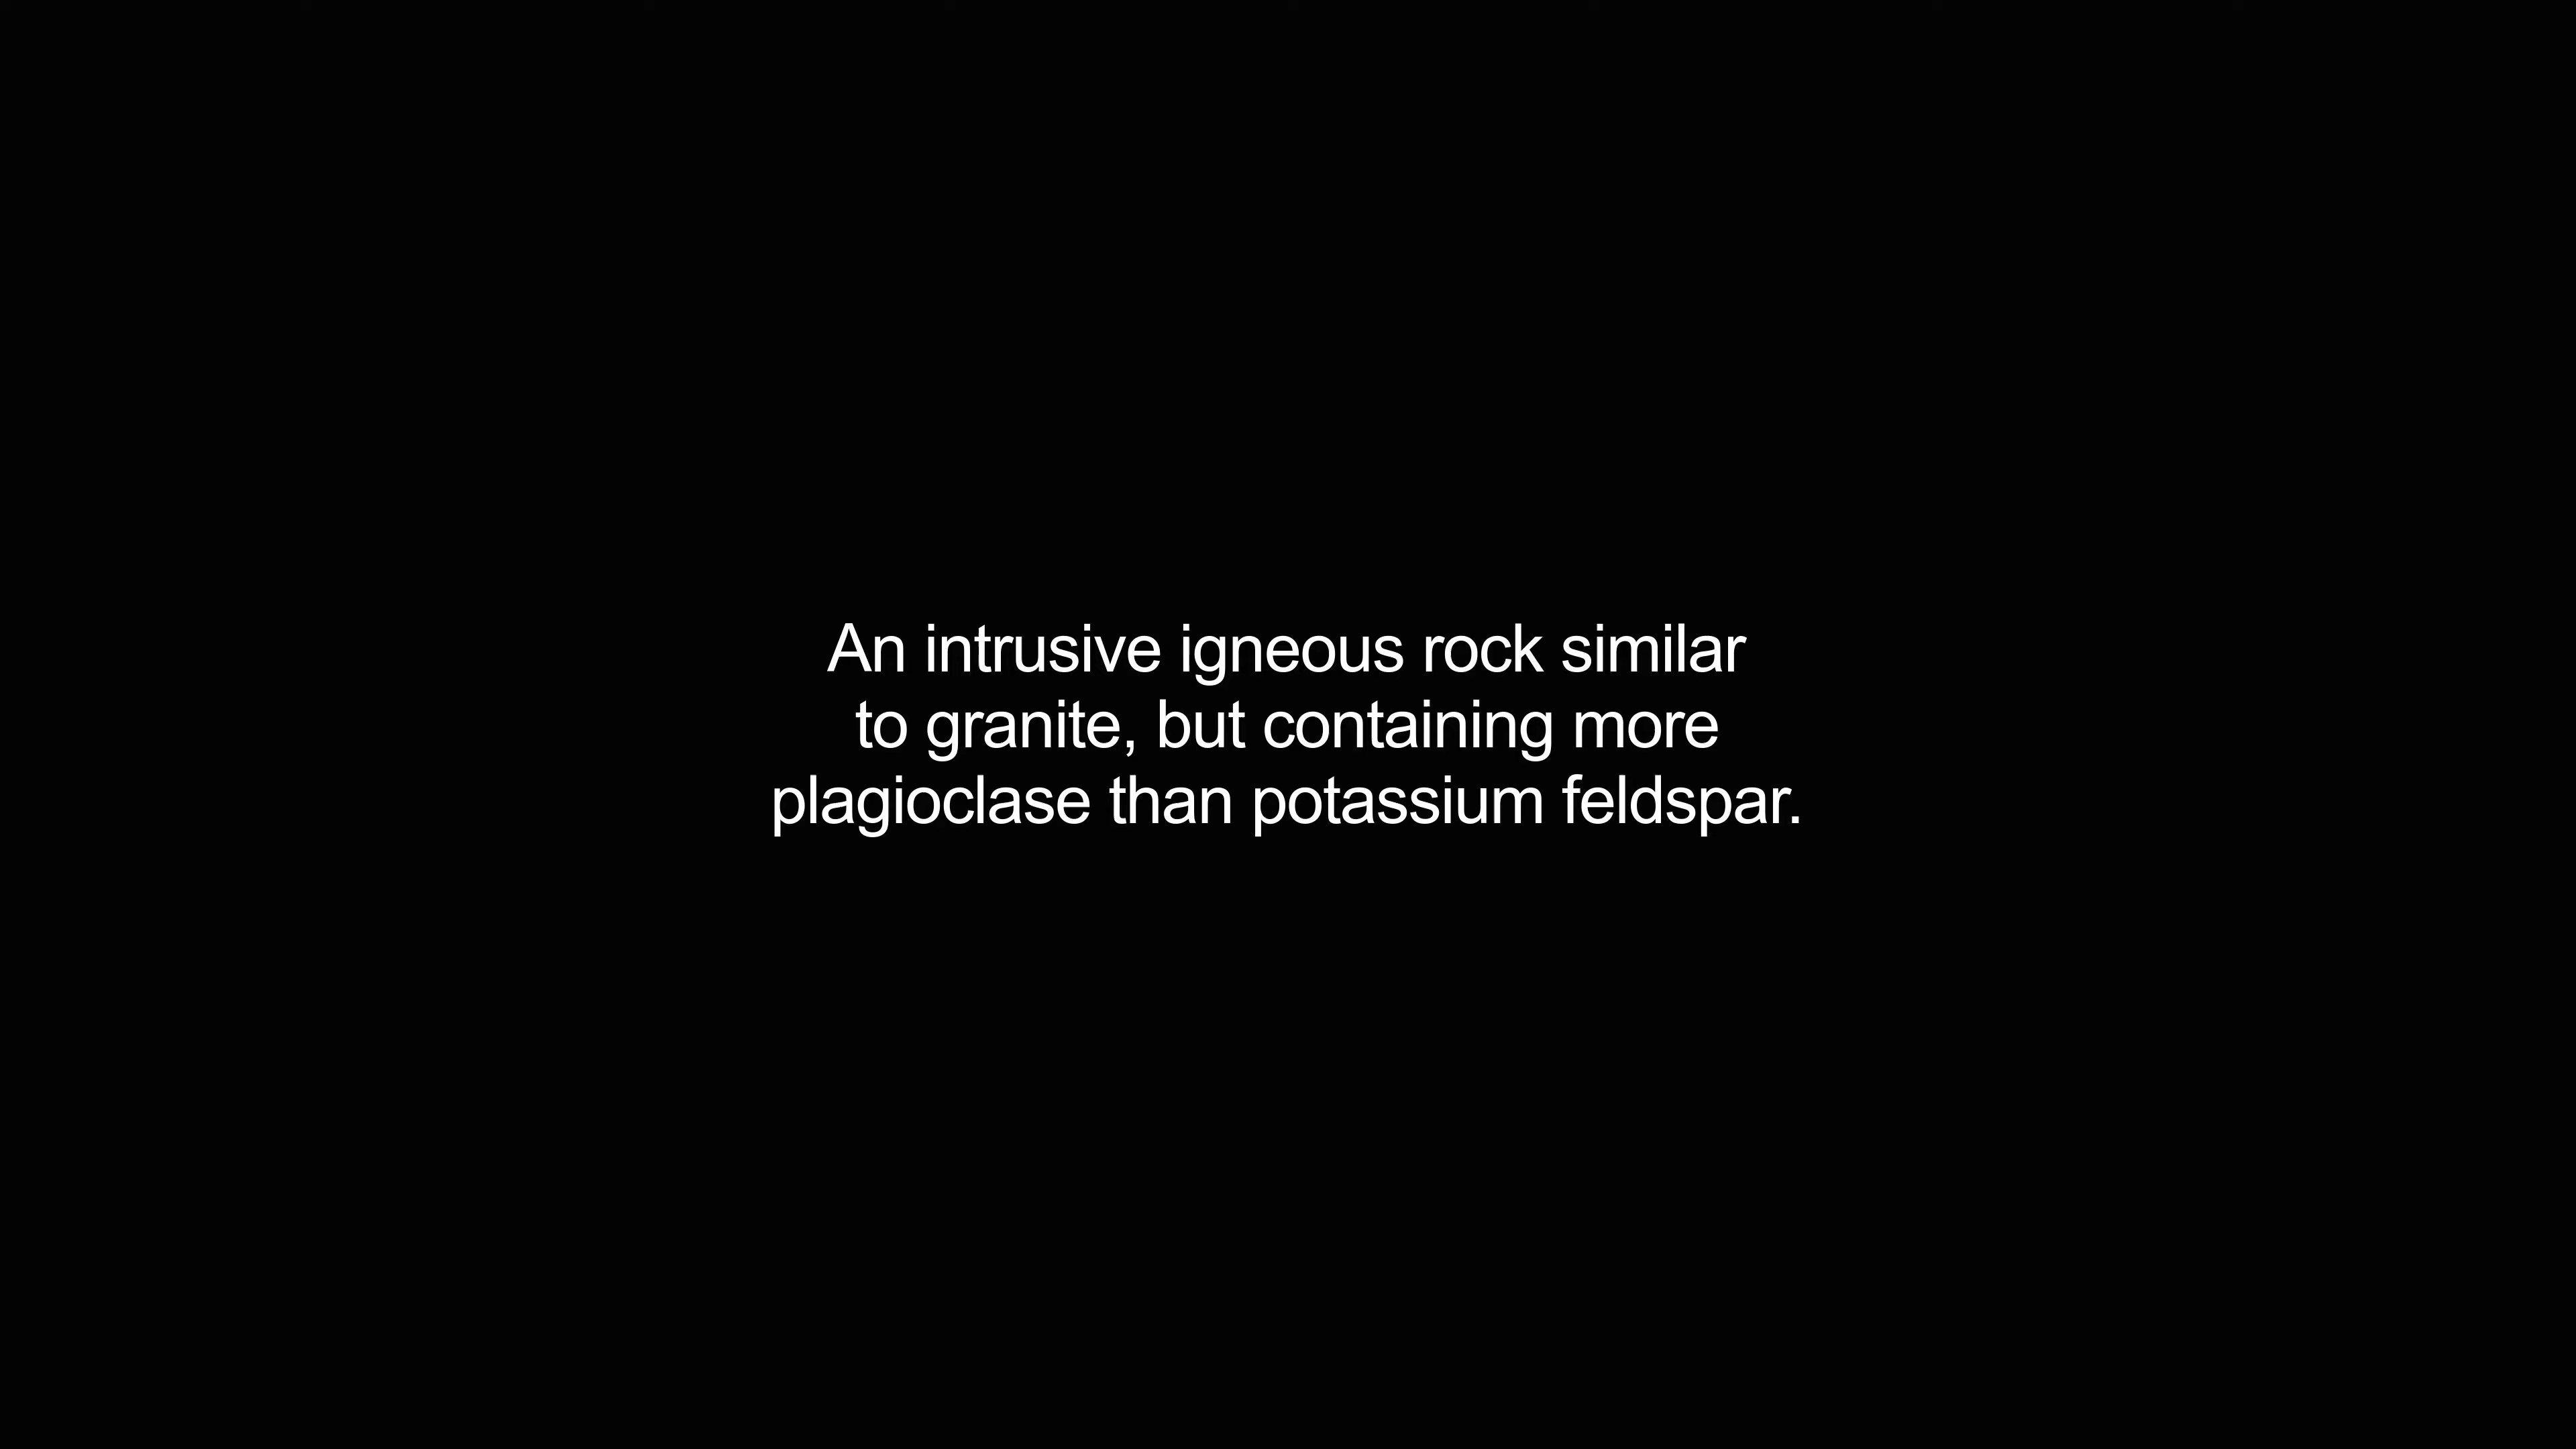 An intrusive igneous rock similar
to granite, but containing more
plagioclase than potassium feldspar.